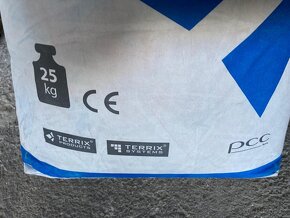 25
kg
CE
TERRIX
PRODUCTS
TERRIX
SYSTEMS
pcc